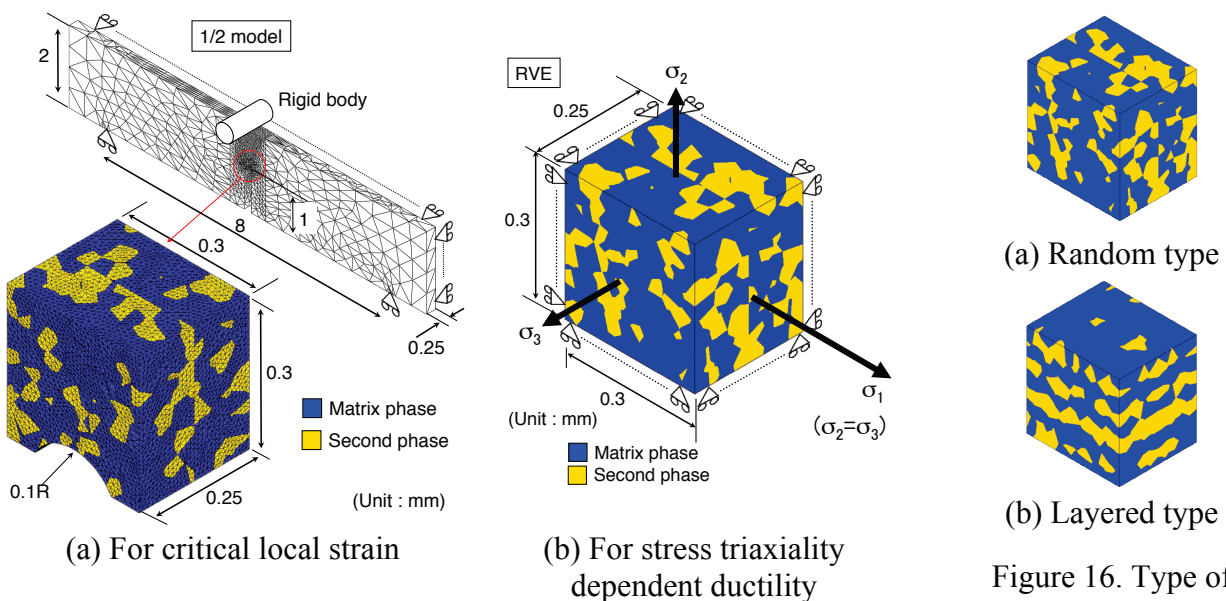 1/2 model
2
Rigid body
1
8
0.3
0.25
0.3
Matrix phase
Second phase
0.1R
0.25
(Unit : mm)
(a) For critical local strain
RVE
σ2
0.25
0.3
σ3
σ1
(σ2=σ3)
0.3
(Unit : mm)
Matrix phase
Second phase
(b) For stress triaxiality
dependent ductility
(a) Random type
(b) Layered type
Figure 16. Type of